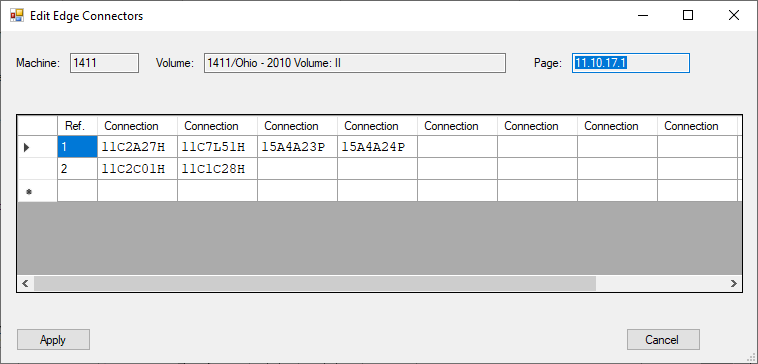 Edit Edge Connectors
Machine: 1411 Volume: 1411/Ohio - 2010 Volume: II Page: 11.10.17.1
Ref. Connection Connection Connection Connection Connection Connection Connection Connection
1 11C2A27H 11C7L51H 15A4A23P 15A4A24P
2 11C2C01H 11C1C28H
*
Apply Cancel